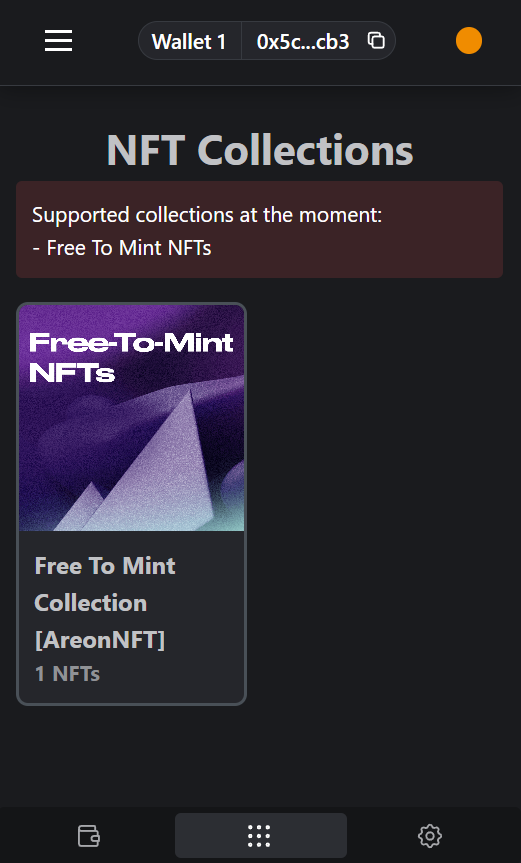 Wallet 1 0x5c...cb3
NFT Collections
Supported collections at the moment:
- Free To Mint NFTs
Free-To-Mint
NFTs
Free To Mint
Collection
[AreonNFT]
1 NFTs